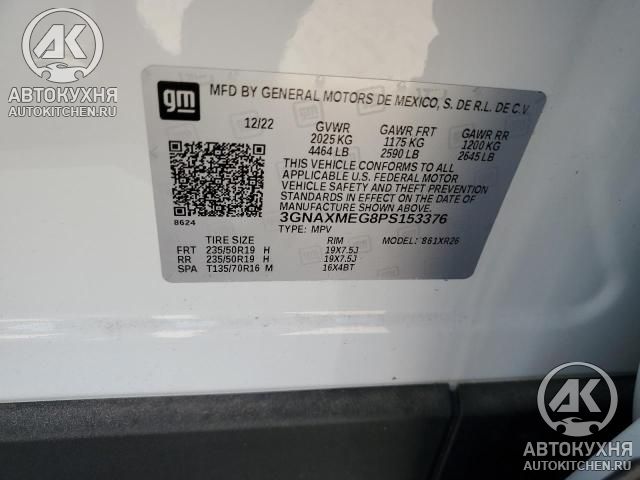 АВТОКУХНЯ
AUTOKITCHEN.RU
gm
MFD BY GENERAL MOTORS DE MEXICO, S. DE R.L. DE C.V.
12/22 GVWR GAWR FRT GAWR RR
2025 KG 1175 KG 1200 KG
4464 LB 2590 LB 2645 LB
THIS VEHICLE CONFORMS TO ALL
APPLICABLE U.S. FEDERAL MOTOR
VEHICLE SAFETY AND THEFT PREVENTION
STANDARDS IN EFFECT ON THE DATE OF
MANUFACTURE SHOWN ABOVE.
3GNAXMEG8PS153376
8624
TYPE: MPV MODEL: 861XR26
TIRE SIZE RIM
FRT 235/50R19 H 19X7.5J
RR 235/50R19 H 19X7.5J
SPA T135/70R16 M 16X4BT
АК
АВТОКУХНЯ
AUTOKITCHEN.RU